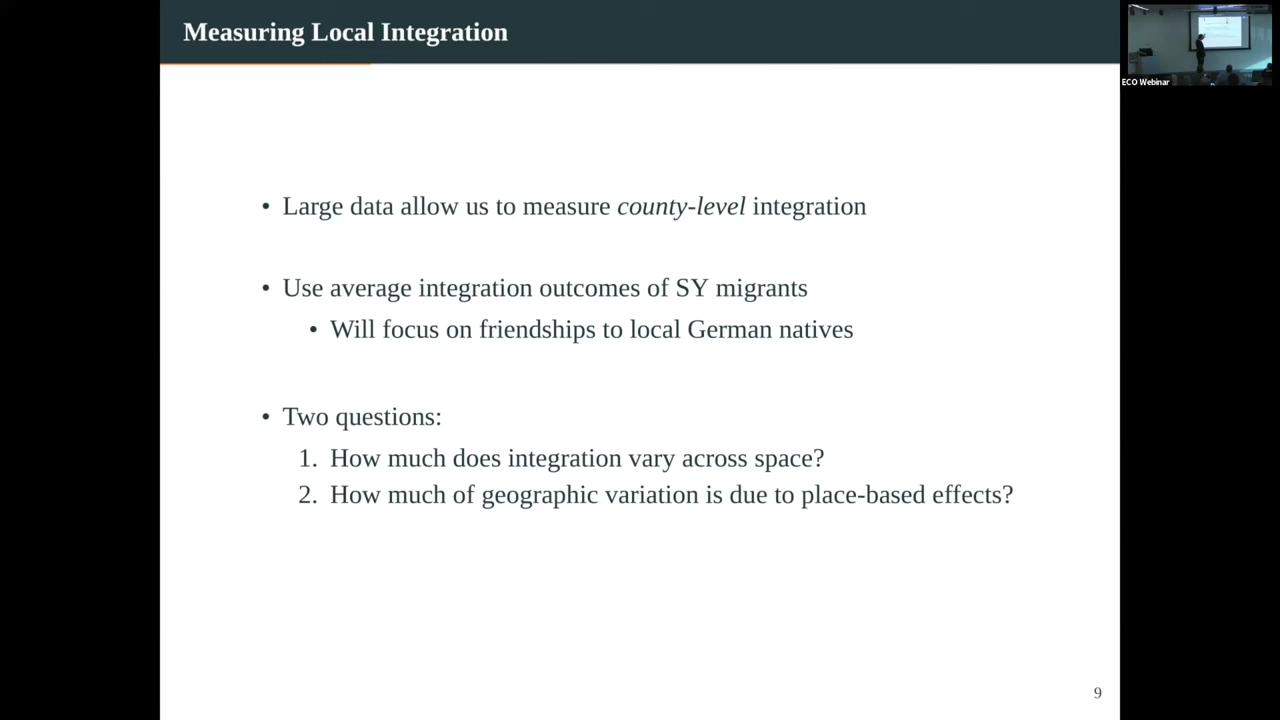 Measuring Local Integration
ECO Webinar
• Large data allow us to measure county-level integration
• Use average integration outcomes of SY migrants
• Will focus on friendships to local German natives
• Two questions:
1. How much does integration vary across space?
2. How much of geographic variation is due to place-based effects?
9